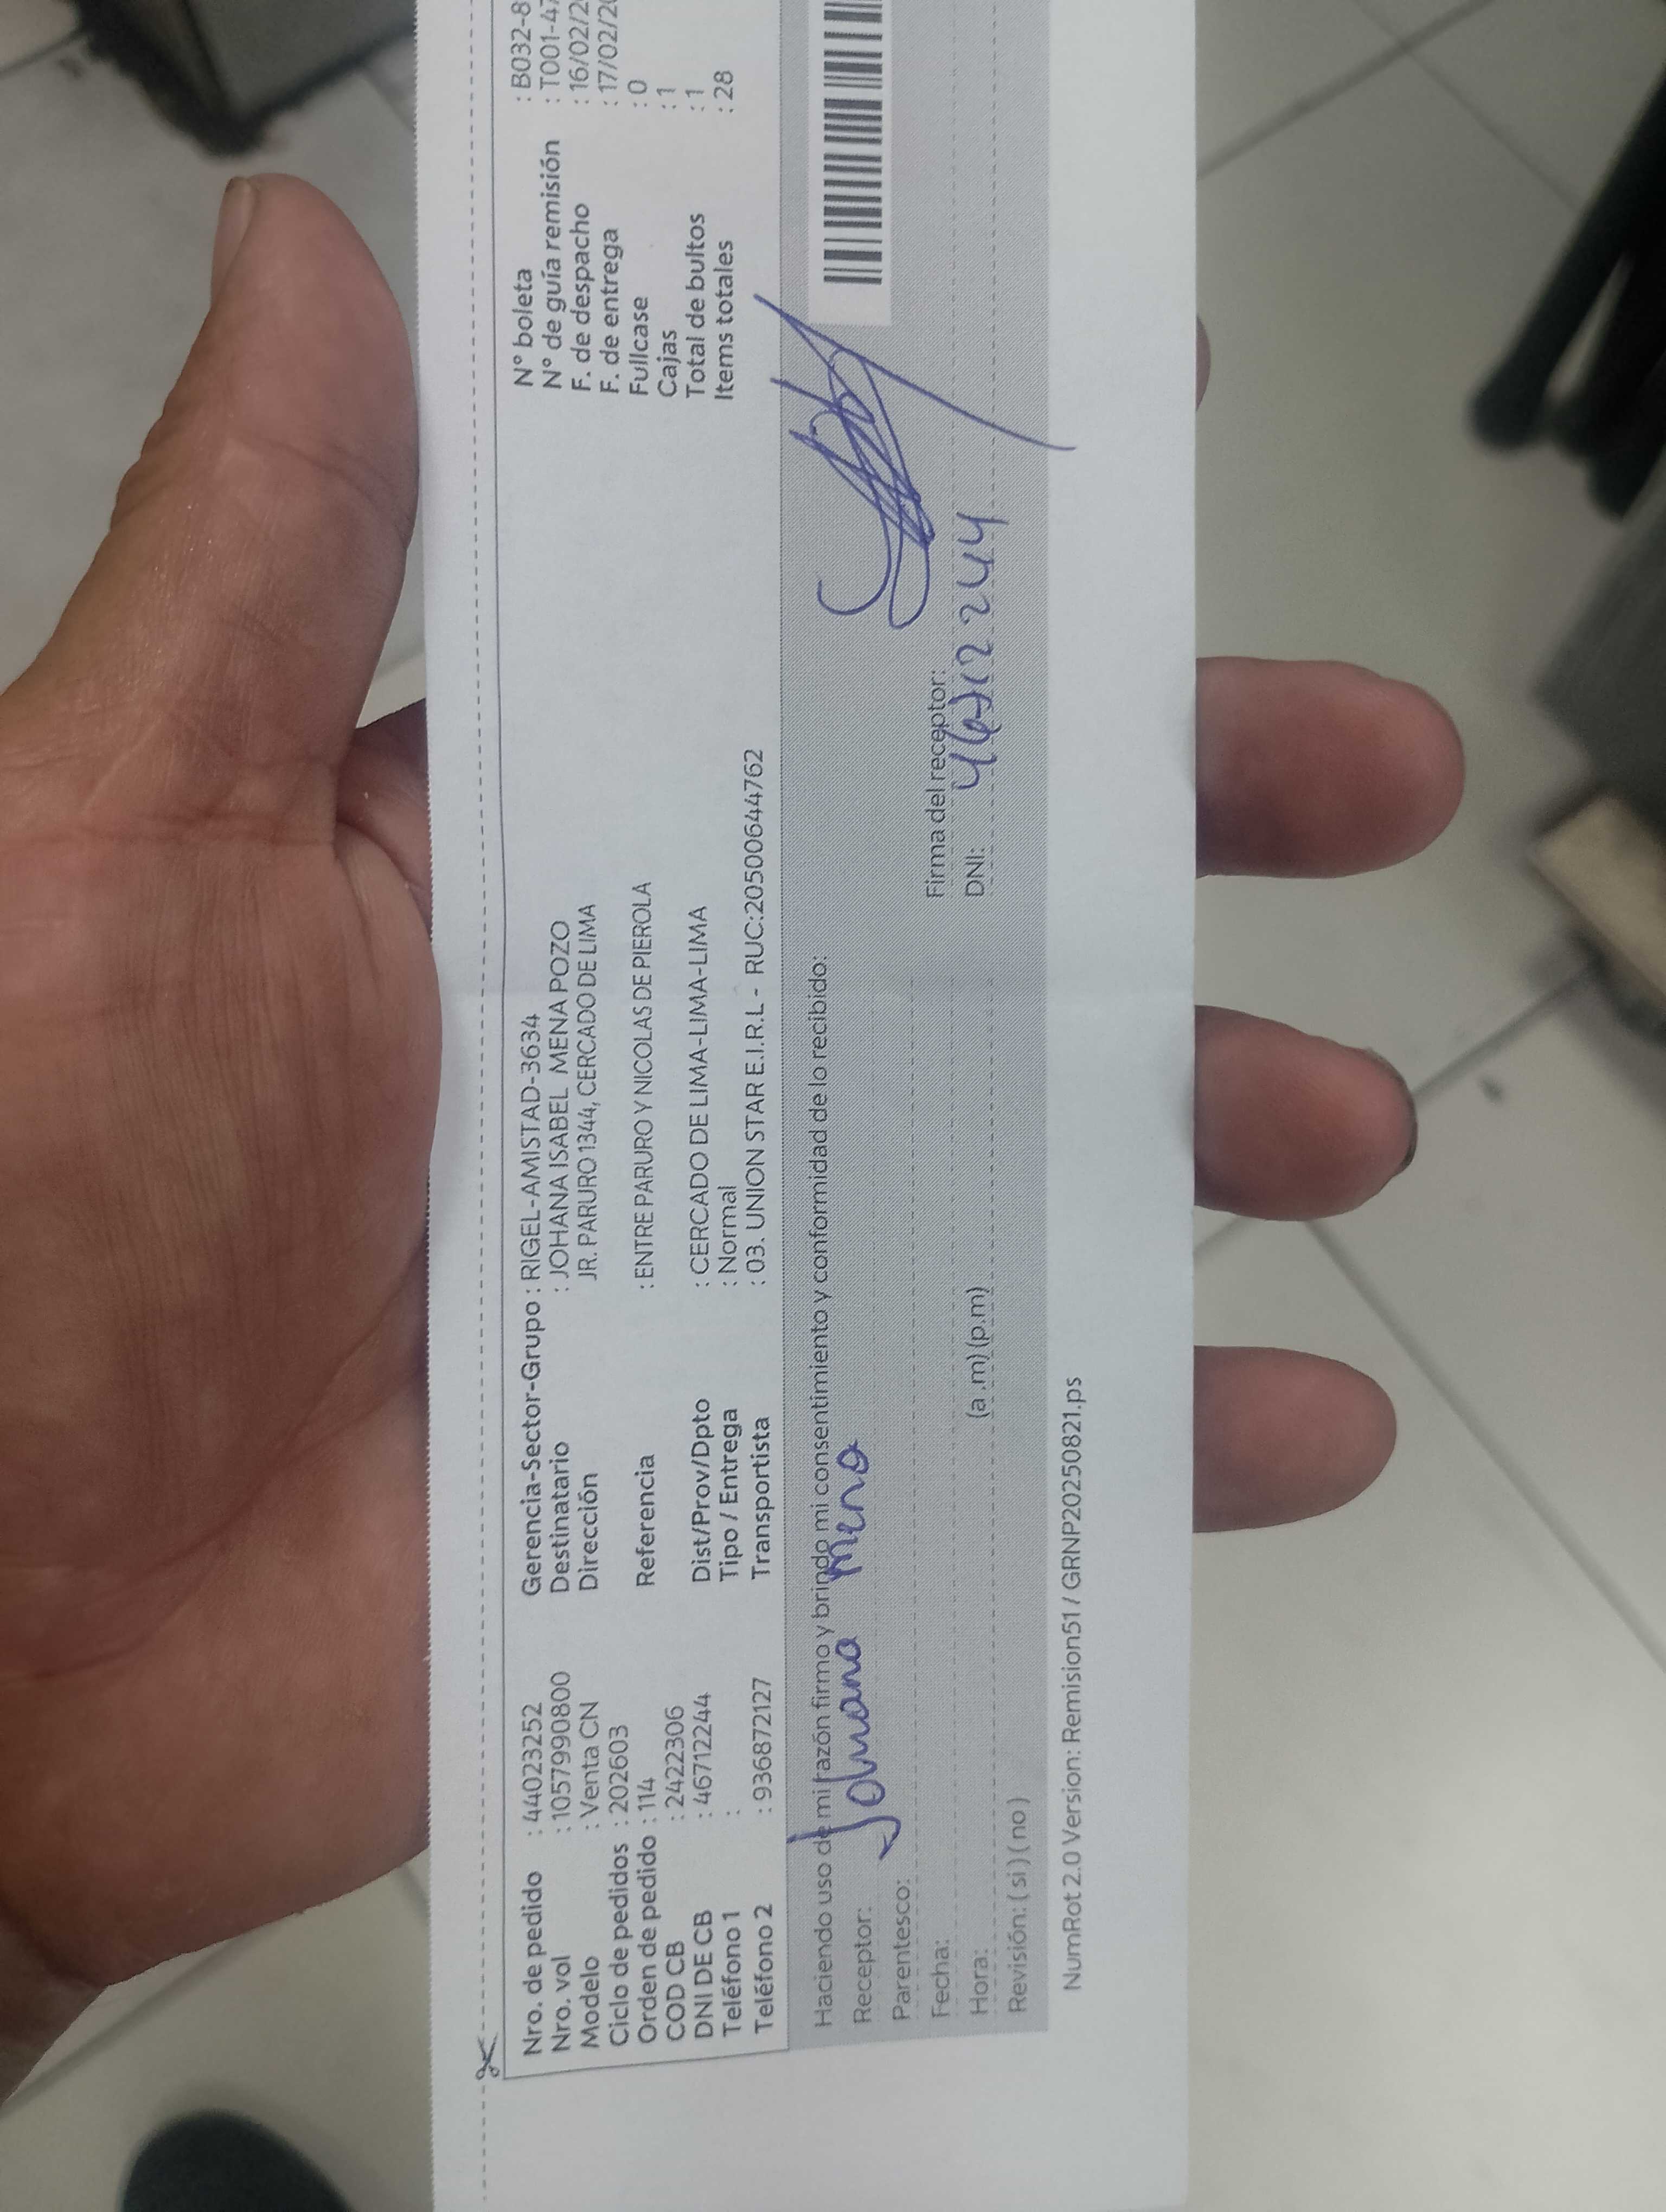 Nro. de pedido : 44023252
Nro. vol : 1057990800
Modelo : Venta CN
Ciclo de pedidos : 202603
Orden de pedido : 114
COD CB : 2422306
DNI DE CB : 46712244
Teléfono 1 :
Teléfono 2 : 936872127
Gerencia-Sector-Grupo : RIGEL-AMISTAD-3634
Destinatario : JOHANA ISABEL MENA POZO
Dirección JR. PARURO 1344, CERCADO DE LIMA
Referencia : ENTRE PARURO Y NICOLAS DE PIEROLA
Dist/Prov/Dpto : CERCADO DE LIMA-LIMA-LIMA
Tipo / Entrega : Normal
Transportista : 03. UNION STAR E.I.R.L - RUC:20500644762
N° boleta : B032-8
N° de guía remisión : T001-47
F. de despacho : 16/02/2
F. de entrega : 17/02/20
Fullcase : 0
Cajas : 1
Total de bultos : 1
Items totales : 28
Haciendo uso de mi razón firmo y brindo mi consentimiento y conformidad de lo recibido:
Receptor: Johana Mena
Parentesco:
Fecha:
Hora: (a .m) (p.m)
Revisión: ( si ) ( no )
Firma del receptor:
DNI: 46712244
NumRot 2.0 Version: Remision51 / GRNP20250821.ps